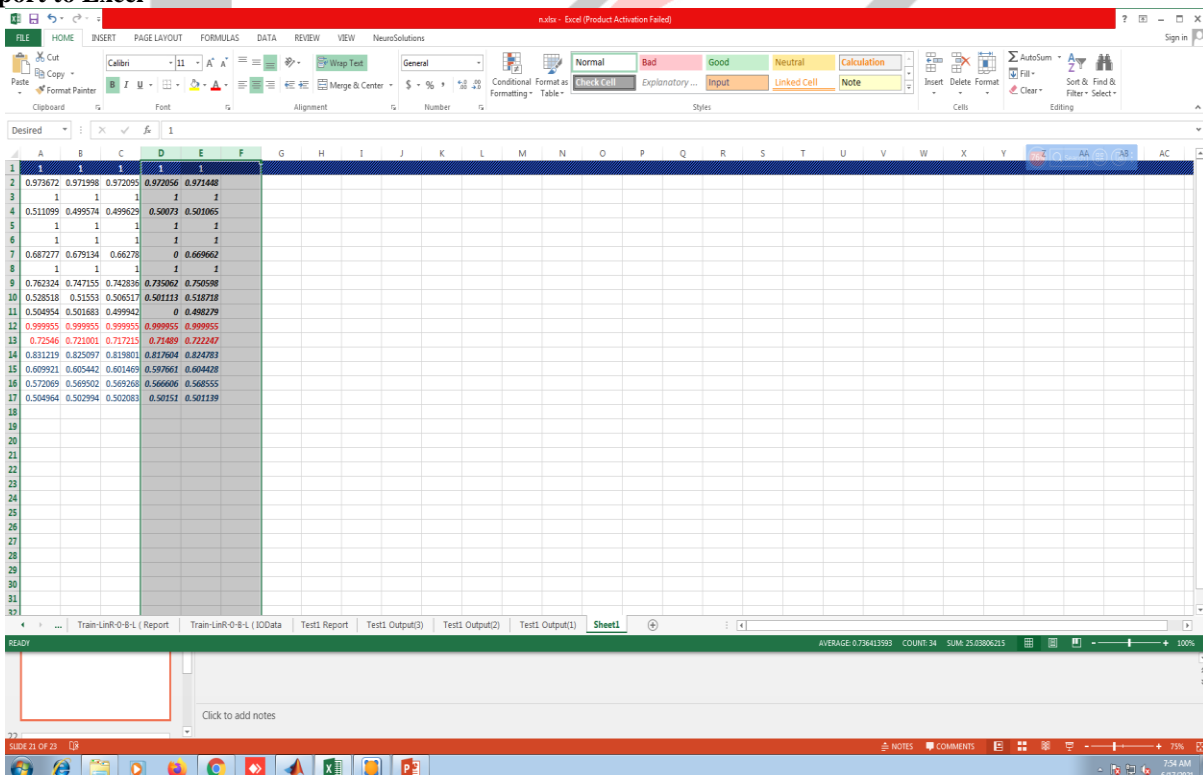 port to Excel
n.xlsx - Excel (Product Activation Failed)
FILE HOME INSERT PAGE LAYOUT FORMULAS DATA REVIEW VIEW NeuroSolutions Sign in
Cut
Copy
Format Painter
Paste
Calibri 11
B I U
Wrap Text
Merge & Center
General
$ % ,
Conditional Formatting
Format as Table
Normal Bad Good Neutral Calculation
Check Cell Explanatory ... Input Linked Cell Note
Insert Delete Format
AutoSum
Fill
Clear
Sort & Filter
Find & Select
Clipboard Font Alignment Number Styles Cells Editing
Desired fx 1
A B C D E F G H I J K L M N O P Q R S T U V W X Y Z AA AB AC
1 1 1 1 1 1
2 0.973672 0.971998 0.972095 0.972056 0.971448
3 1 1 1 1 1
4 0.511099 0.499574 0.499629 0.50073 0.501065
5 1 1 1 1 1
6 1 1 1 1 1
7 0.687277 0.679134 0.66278 0 0.669662
8 1 1 1 1 1
9 0.762324 0.747155 0.742836 0.735062 0.750598
10 0.528518 0.51553 0.506517 0.501113 0.518718
11 0.504954 0.501683 0.499942 0 0.498279
12 0.999955 0.999955 0.999955 0.999955 0.999955
13 0.72546 0.721001 0.717215 0.71489 0.722247
14 0.831219 0.825097 0.819801 0.817604 0.824783
15 0.609921 0.605442 0.601469 0.597661 0.604428
16 0.572069 0.569502 0.569268 0.566606 0.568555
17 0.504964 0.502994 0.502083 0.50151 0.501139
18
19
20
21
22
23
24
25
26
27
28
29
30
31
32
... Train-LinR-0-B-L ( Report Train-LinR-0-B-L ( IOData Test1 Report Test1 Output(3) Test1 Output(2) Test1 Output(1) Sheet1
READY AVERAGE: 0.736413593 COUNT: 34 SUM: 25.03806215 100%
Click to add notes
22
SLIDE 21 OF 23 NOTES COMMENTS 75%
7:54 AM